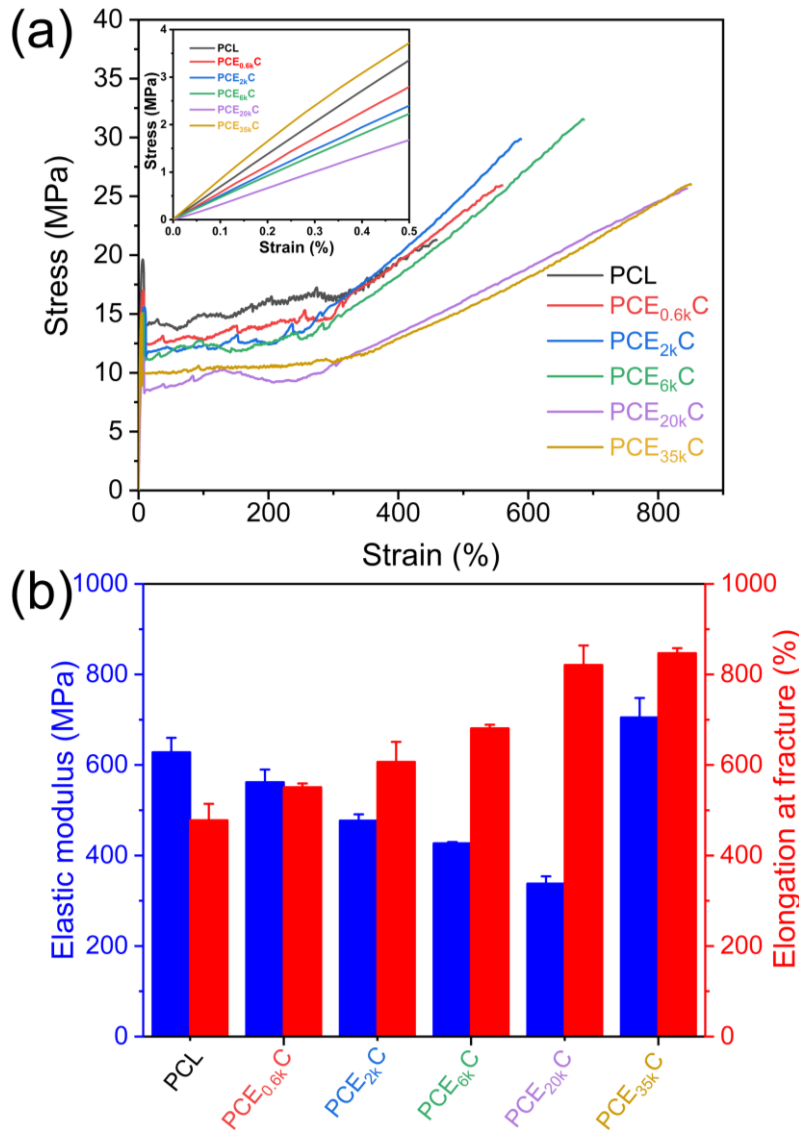 (a)
40
35
30
25
20
15
10
5
0
Stress (MPa)
0 200 400 600 800
Strain (%)
4
3
2
1
0
Stress (MPa)
0.0 0.1 0.2 0.3 0.4 0.5
Strain (%)
PCL
PCE0.6kC
PCE2kC
PCE6kC
PCE20kC
PCE35kC
PCL
PCE0.6kC
PCE2kC
PCE6kC
PCE20kC
PCE35kC
(b)
1000
800
600
400
200
0
Elastic modulus (MPa)
1000
800
600
400
200
0
Elongation at fracture (%)
PCL
PCE0.6kC
PCE2kC
PCE6kC
PCE20kC
PCE35kC